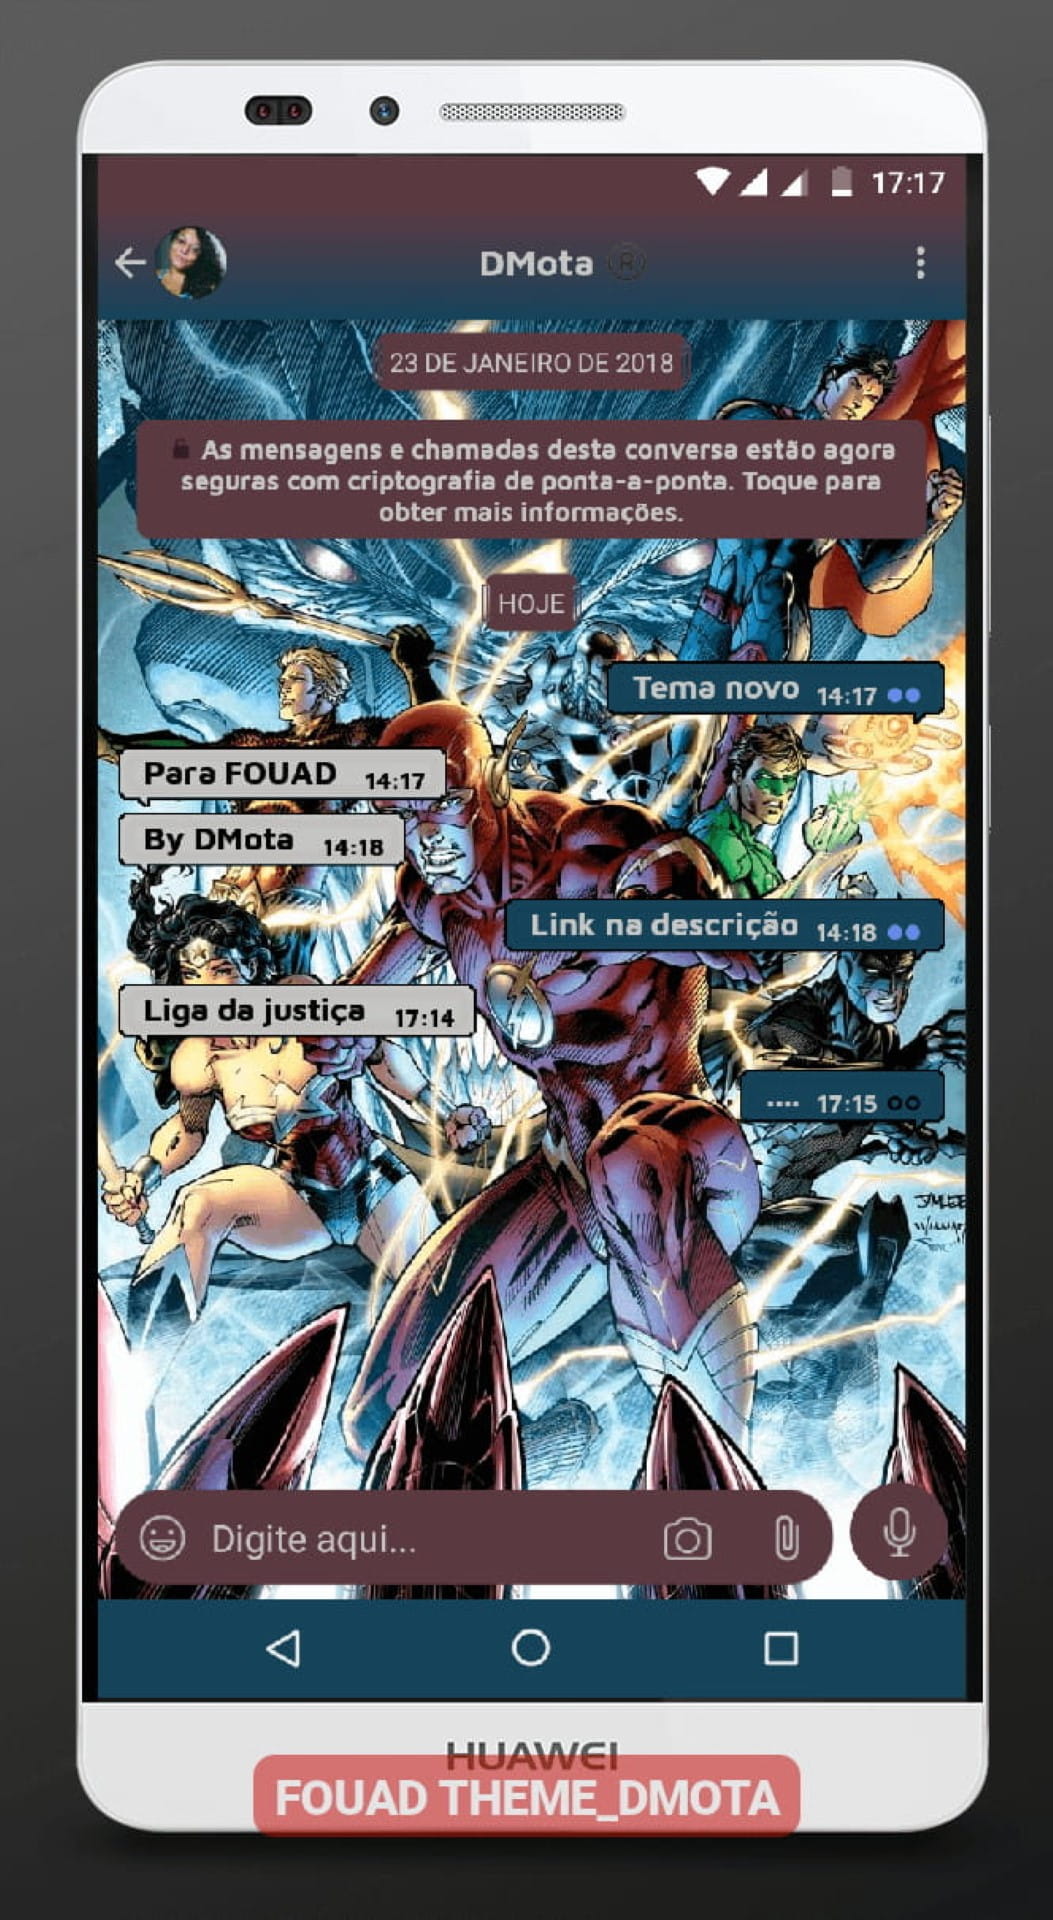 17:17
DMota ®
23 DE JANEIRO DE 2018
As mensagens e chamadas desta conversa estão agora
seguras com criptografia de ponta-a-ponta. Toque para
obter mais informações.
HOJE
Tema novo 14:17
Para FOUAD 14:17
By DMota 14:18
Link na descrição 14:18
Liga da justiça 17:14
.... 17:15
Digite aqui...
HUAWEI
FOUAD THEME_DMOTA